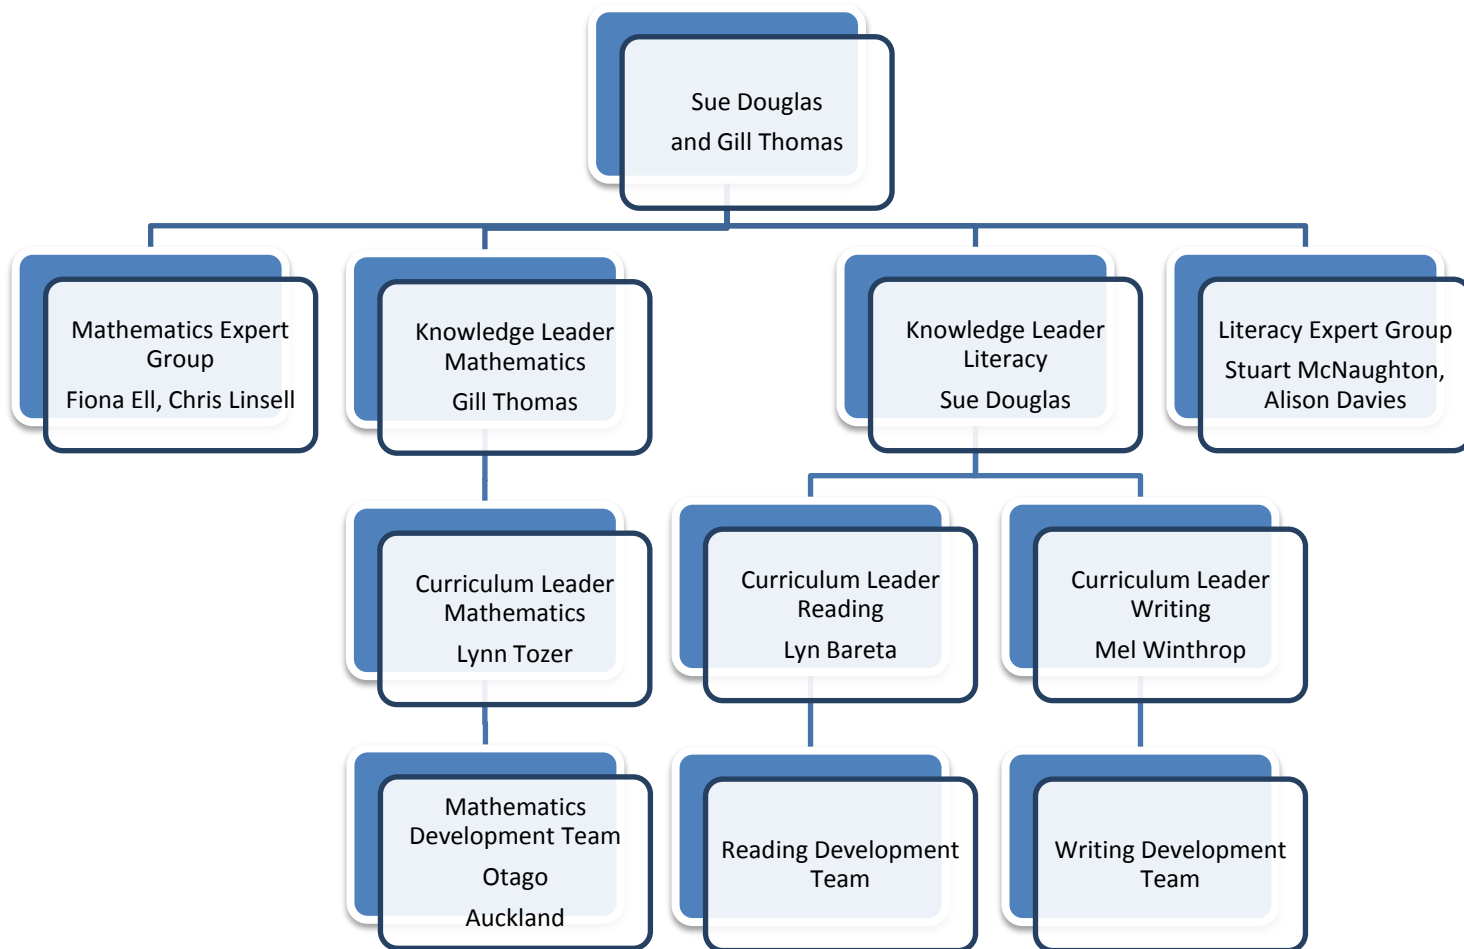 Sue Douglas
and Gill Thomas
Mathematics Expert
Group
Fiona Ell, Chris Linsell
Knowledge Leader
Mathematics
Gill Thomas
Knowledge Leader
Literacy
Sue Douglas
Literacy Expert Group
Stuart McNaughton,
Alison Davies
Curriculum Leader
Mathematics
Lynn Tozer
Curriculum Leader
Reading
Lyn Bareta
Curriculum Leader
Writing
Mel Winthrop
Mathematics
Development Team
Otago
Auckland
Reading Development
Team
Writing Development
Team